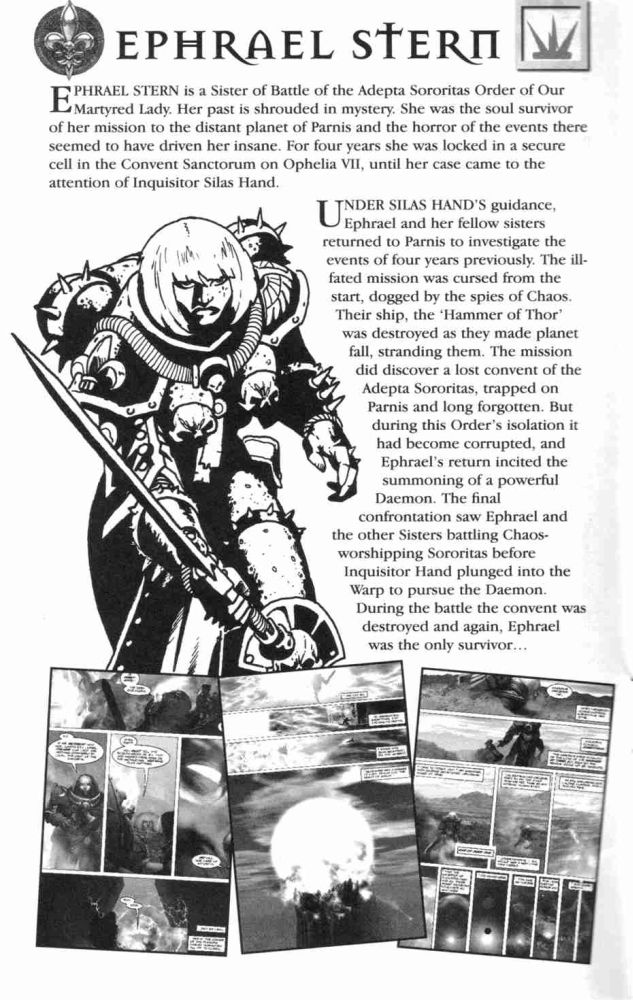 EPHRAEL STERN
EPHRAEL STERN is a Sister of Battle of the Adepta Sororitas Order of Our
Martyred Lady. Her past is shrouded in mystery. She was the soul survivor
of her mission to the distant planet of Parnis and the horror of the events there
seemed to have driven her insane. For four years she was locked in a secure
cell in the Convent Sanctorum on Ophelia VII, until her case came to the
attention of Inquisitor Silas Hand.
UNDER SILAS HAND'S guidance,
Ephrael and her fellow sisters
returned to Parnis to investigate the
events of four years previously. The ill-
fated mission was cursed from the
start, dogged by the spies of Chaos.
Their ship, the 'Hammer of Thor'
was destroyed as they made planet
fall, stranding them. The mission
did discover a lost convent of the
Adepta Sororitas, trapped on
Parnis and long forgotten. But
during this Order's isolation it
had become corrupted, and
Ephrael's return incited the
summoning of a powerful
Daemon. The final
confrontation saw Ephrael and
the other Sisters battling Chaos-
worshipping Sororitas before
Inquisitor Hand plunged into the
Warp to pursue the Daemon.
During the battle the convent was
destroyed and again, Ephrael
was the only survivor...